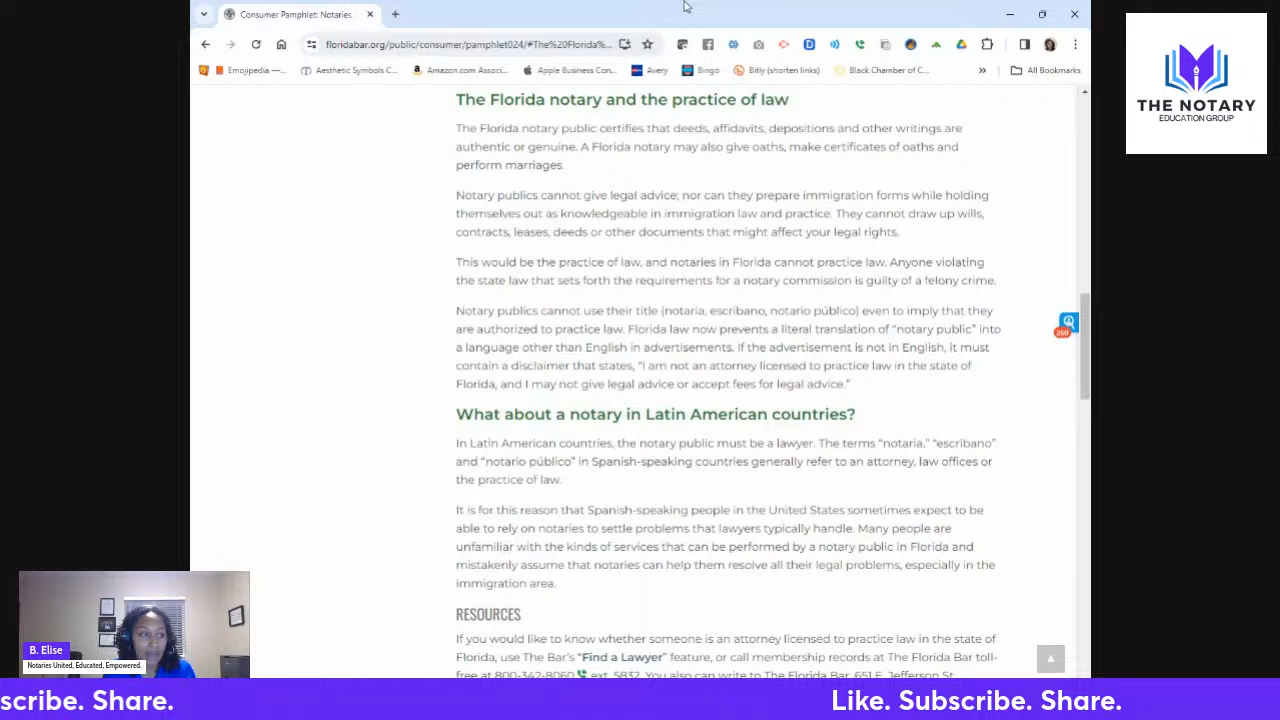 Consumer Pamphlet: Notaries,
floridabar.org/public/consumer/pamphlet024/#The%20Florida%...
Emojipedia —...
Aesthetic Symbols C...
Amazon.com Associ...
Apple Business Con...
Avery
Bingo
Bitly (shorten links)
Black Chamber of C...
»
All Bookmarks
The Florida notary and the practice of law
The Florida notary public certifies that deeds, affidavits, depositions and other writings are
authentic or genuine. A Florida notary may also give oaths, make certificates of oaths and
perform marriages.
Notary publics cannot give legal advice; nor can they prepare immigration forms while holding
themselves out as knowledgeable in immigration law and practice. They cannot draw up wills,
contracts, leases, deeds or other documents that might affect your legal rights.
This would be the practice of law, and notaries in Florida cannot practice law. Anyone violating
the state law that sets forth the requirements for a notary commission is guilty of a felony crime.
Notary publics cannot use their title (notaria, escribano, notario público) even to imply that they
are authorized to practice law. Florida law now prevents a literal translation of “notary public” into
a language other than English in advertisements. If the advertisement is not in English, it must
contain a disclaimer that states, “I am not an attorney licensed to practice law in the state of
Florida, and I may not give legal advice or accept fees for legal advice.”
What about a notary in Latin American countries?
In Latin American countries, the notary public must be a lawyer. The terms “notaria,” “escribano”
and “notario público” in Spanish-speaking countries generally refer to an attorney, law offices or
the practice of law.
It is for this reason that Spanish-speaking people in the United States sometimes expect to be
able to rely on notaries to settle problems that lawyers typically handle. Many people are
unfamiliar with the kinds of services that can be performed by a notary public in Florida and
mistakenly assume that notaries can help them resolve all their legal problems, especially in the
immigration area.
RESOURCES
If you would like to know whether someone is an attorney licensed to practice law in the state of
Florida, use The Bar’s “Find a Lawyer” feature, or call membership records at The Florida Bar toll-
free at 800-342-8060 ext. 5832. You also can write to The Florida Bar, 651 E. Jefferson St.
260
THE NOTARY
EDUCATION GROUP
B. Elise
Notaries United, Educated, Empowered.
scribe. Share.
Like. Subscribe. Share.